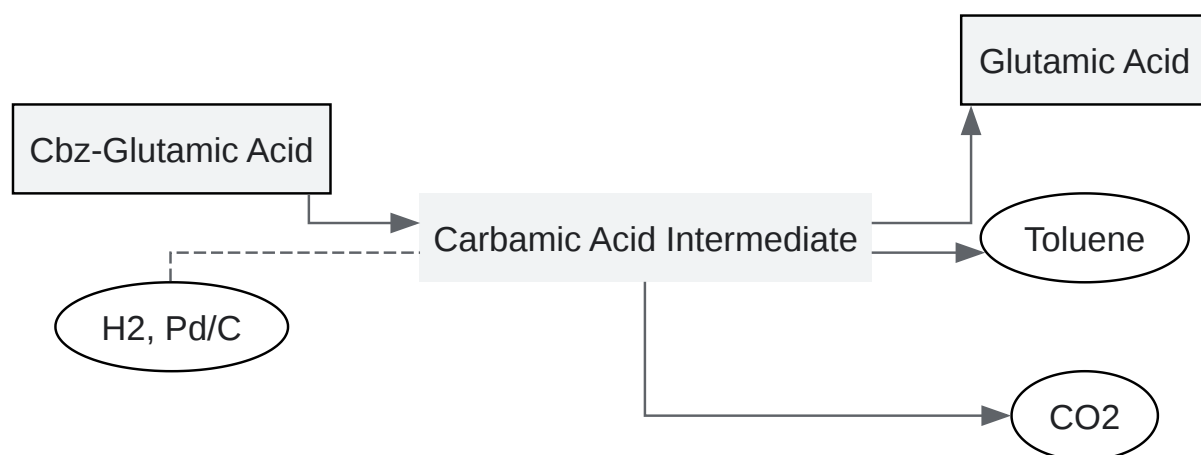 Glutamic Acid
Cbz-Glutamic Acid
Carbamic Acid Intermediate
Toluene
H2, Pd/C
CO2